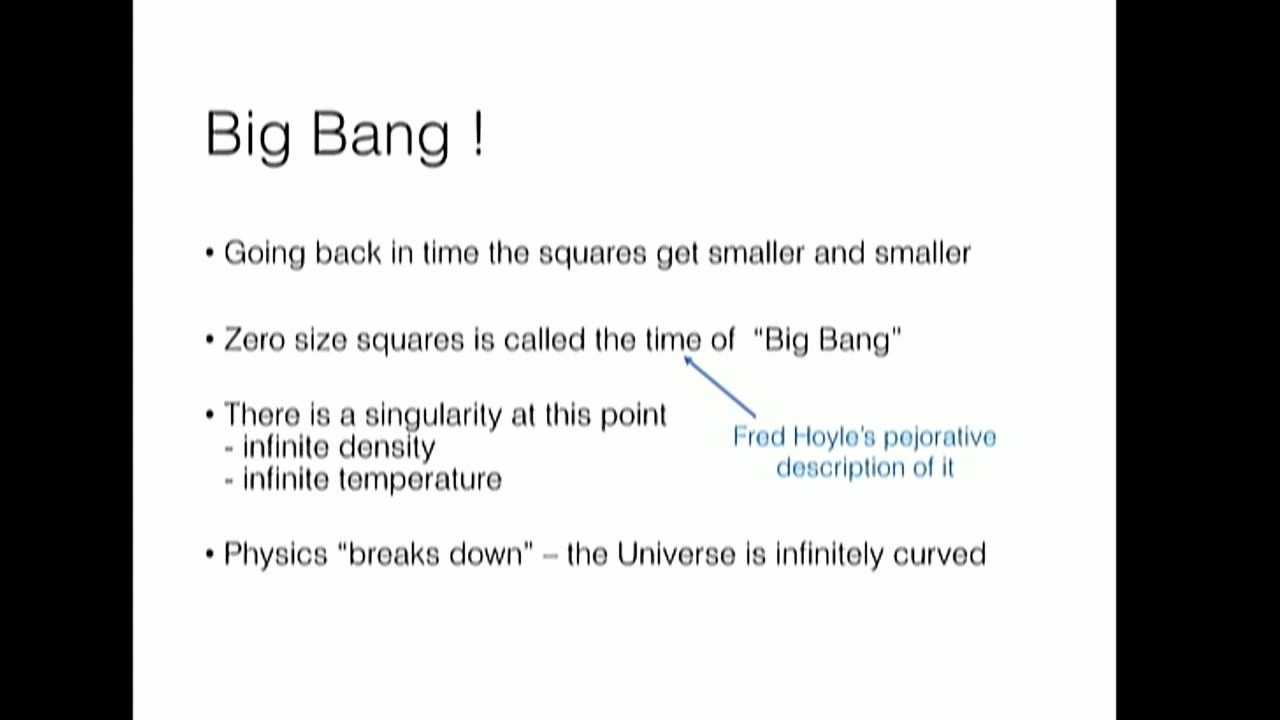 Big Bang !
• Going back in time the squares get smaller and smaller
• Zero size squares is called the time of “Big Bang”
• There is a singularity at this point
- infinite density
- infinite temperature
Fred Hoyle's pejorative
description of it
• Physics “breaks down” – the Universe is infinitely curved